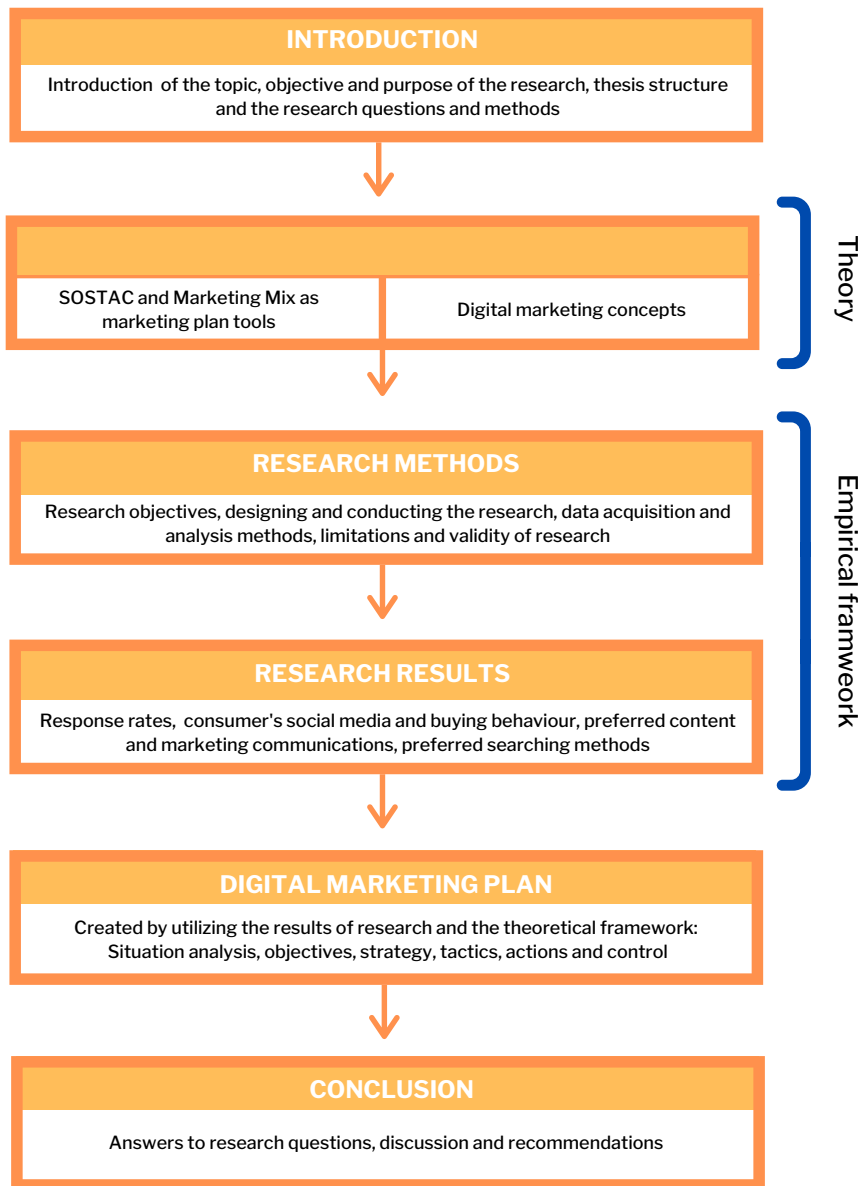 INTRODUCTION
Introduction of the topic, objective and purpose of the research, thesis structure
and the research questions and methods
Theory
SOSTAC and Marketing Mix as
marketing plan tools
Digital marketing concepts
Empirical framweork
RESEARCH METHODS
Research objectives, designing and conducting the research, data acquisition and
analysis methods, limitations and validity of research
RESEARCH RESULTS
Response rates, consumer's social media and buying behaviour, preferred content
and marketing communications, preferred searching methods
DIGITAL MARKETING PLAN
Created by utilizing the results of research and the theoretical framework:
Situation analysis, objectives, strategy, tactics, actions and control
CONCLUSION
Answers to research questions, discussion and recommendations